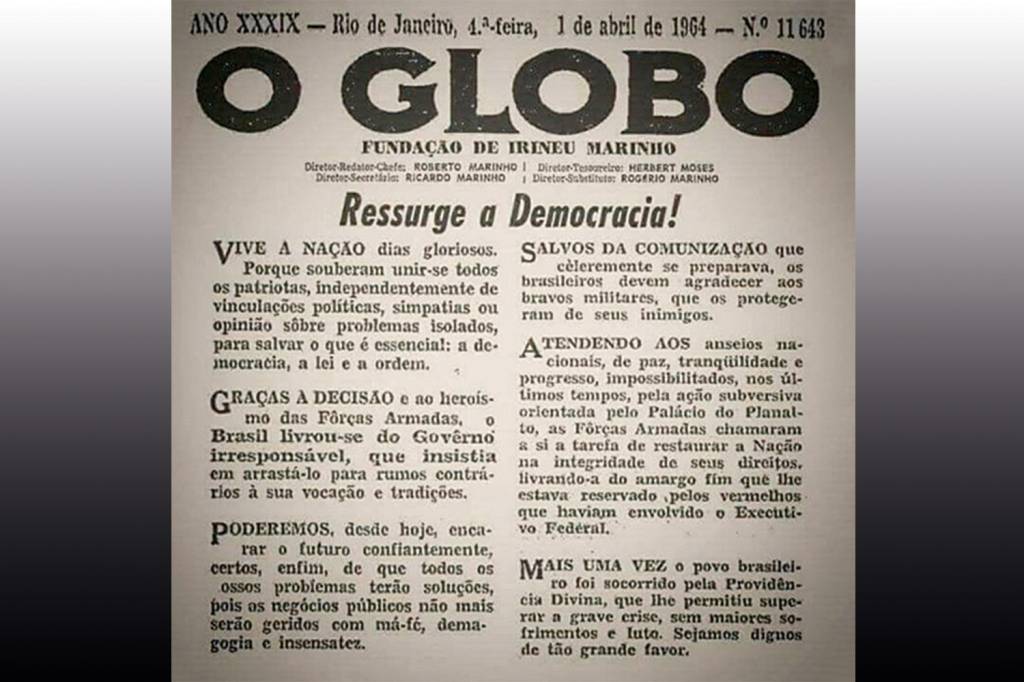 ANO XXXIX — Rio de Janeiro, 4.ª-feira, 1 de abril de 1964 — N.º 11643
O GLOBO
FUNDAÇÃO DE IRINEU MARINHO
Diretor-Redator-Chefe: ROBERTO MARINHO | Diretor-Tesoureiro: HERBERT MOSES
Diretor-Secretário: RICARDO MARINHO | Diretor-Substituto: ROGÉRIO MARINHO
Ressurge a Democracia!
VIVE A NAÇÃO dias gloriosos.
Porque souberam unir-se todos
os patriotas, independentemente de
vinculações políticas, simpatias ou
opinião sôbre problemas isolados,
para salvar o que é essencial: a de-
mocracia, a lei e a ordem.
GRAÇAS À DECISÃO e ao heroís-
mo das Fôrças Armadas, o
Brasil livrou-se do Govêrno
irresponsável, que insistia
em arrastá-lo para rumos contrá-
rios à sua vocação e tradições.
PODEREMOS, desde hoje, enca-
rar o futuro confiantemente,
certos, enfim, de que todos os
ossos problemas terão soluções,
pois os negócios públicos não mais
serão geridos com má-fé, dema-
gogia e insensatez.
SALVOS DA COMUNIZAÇÃO que
cèleremente se preparava, os
brasileiros devem agradecer aos
bravos militares, que os protege-
ram de seus inimigos.
ATENDENDO AOS anseios na-
cionais, de paz, tranqüilidade e
progresso, impossibilitados, nos úl-
timos tempos, pela ação subversiva
orientada pelo Palácio do Planal-
to, as Fôrças Armadas chamaram
a si a tarefa de restaurar a Nação
na integridade de seus direitos,
livrando-a do amargo fim que lhe
estava reservado pelos vermelhos
que haviam envolvido o Executi-
vo Federal.
MAIS UMA VEZ o povo brasilei-
ro foi socorrido pela Providên-
cia Divina, que lhe permitiu supe-
rar a grave crise, sem maiores so-
frimentos e luto. Sejamos dignos
de tão grande favor.